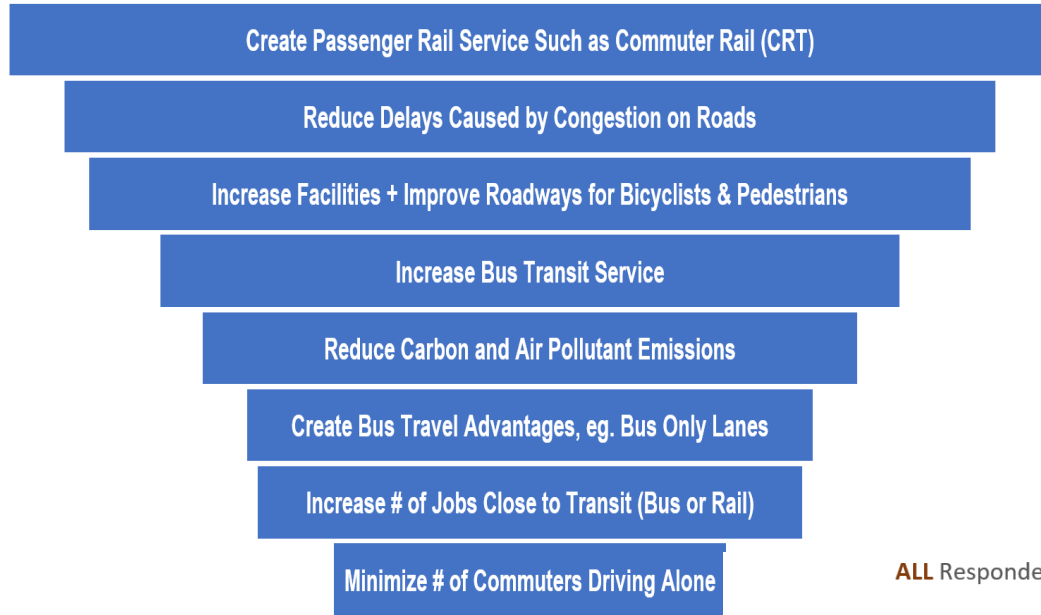 Create Passenger Rail Service Such as Commuter Rail (CRT)
Reduce Delays Caused by Congestion on Roads
Increase Facilities + Improve Roadways for Bicyclists & Pedestrians
Increase Bus Transit Service
Reduce Carbon and Air Pollutant Emissions
Create Bus Travel Advantages, eg. Bus Only Lanes
Increase # of Jobs Close to Transit (Bus or Rail)
Minimize # of Commuters Driving Alone
ALL Responde